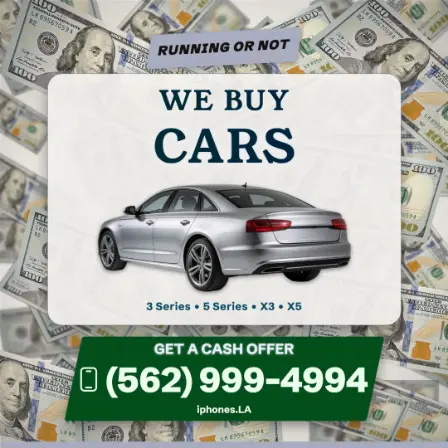 RUNNING OR NOT
WE BUY
CARS
3 Series • 5 Series • X3 • X5
GET A CASH OFFER
(562) 999-4994
iphones.LA